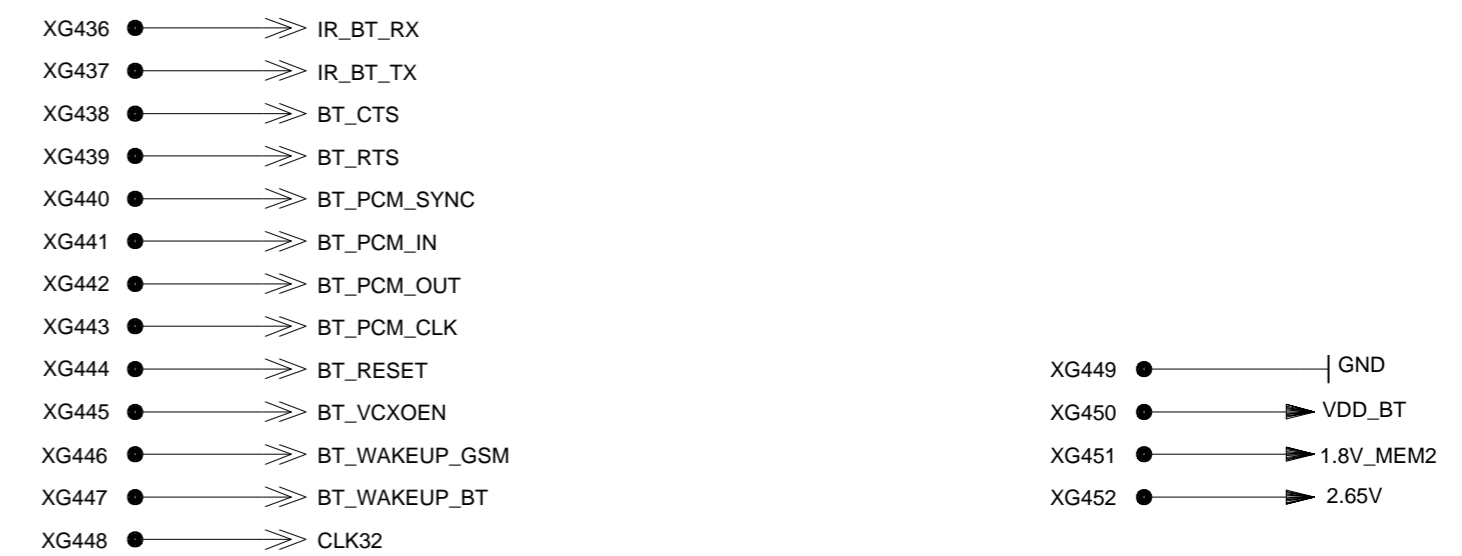 XG436 IR_BT_RX
XG437 IR_BT_TX
XG438 BT_CTS
XG439 BT_RTS
XG440 BT_PCM_SYNC
XG441 BT_PCM_IN
XG442 BT_PCM_OUT
XG443 BT_PCM_CLK
XG444 BT_RESET
XG445 BT_VCXOEN
XG446 BT_WAKEUP_GSM
XG447 BT_WAKEUP_BT
XG448 CLK32
XG449 GND
XG450 VDD_BT
XG451 1.8V_MEM2
XG452 2.65V